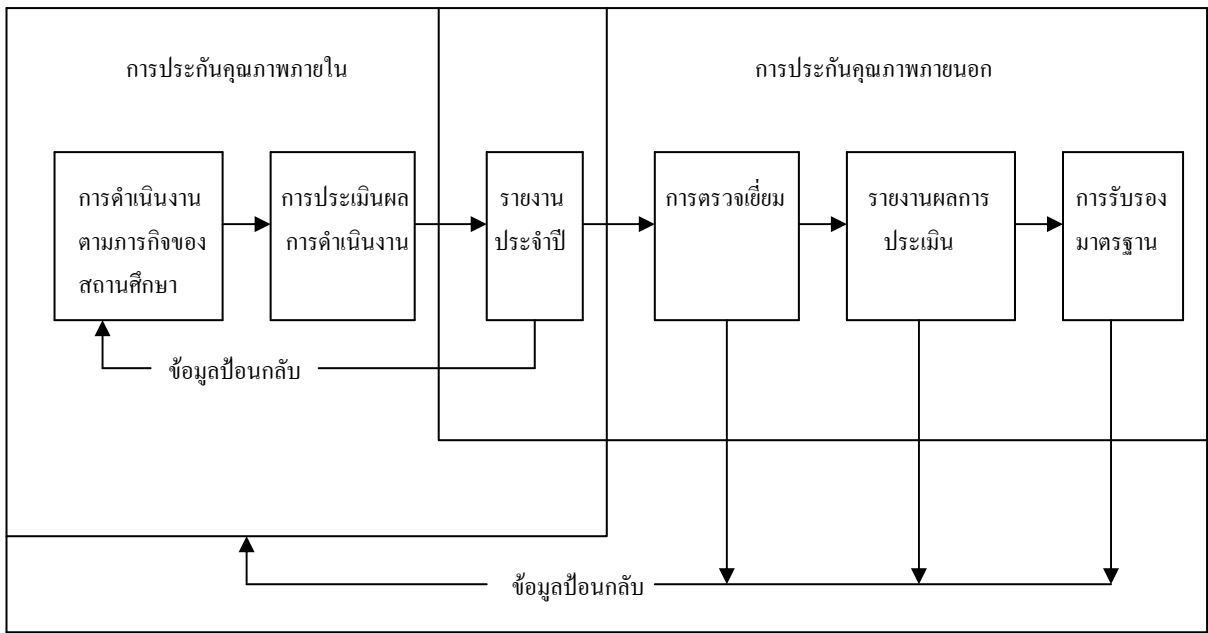 การประกันคุณภาพภายใน
การประกันคุณภาพภายนอก
การดำเนินงาน
ตามภารกิจของ
สถานศึกษา
การประเมินผล
การดำเนินงาน
รายงาน
ประจำปี
การตรวจเยี่ยม
รายงานผลการ
ประเมิน
การรับรอง
มาตรฐาน
ข้อมูลป้อนกลับ
ข้อมูลป้อนกลับ